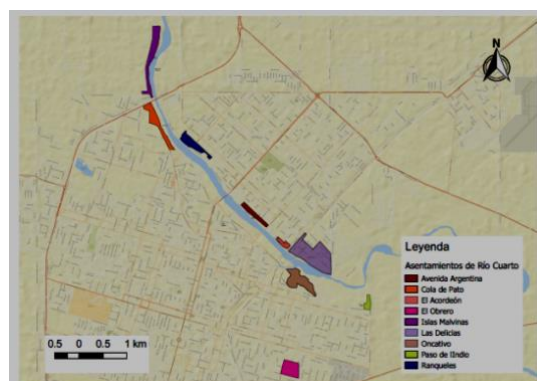 N
Leyenda
Asentamientos de Río Cuarto
Avenida Argentina
Cola de Pato
El Acordeón
El Obrero
Islas Malvinas
Las Delicias
Oncativo
Paso de lIndio
Ranqueles
0.5 0 0.5 1 km